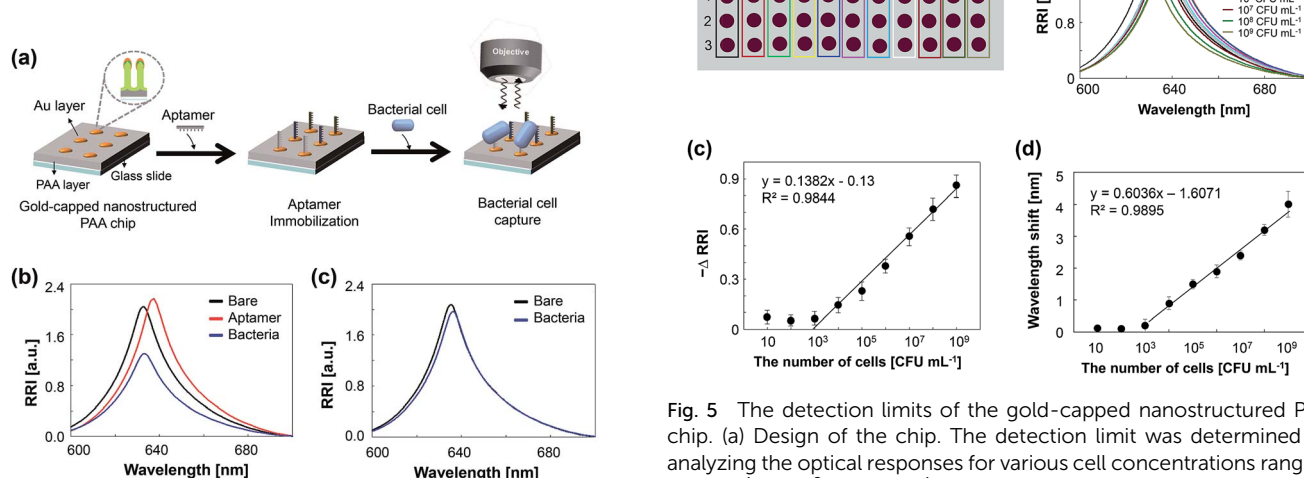 (a)
Objective
Au layer
Aptamer
Bacterial cell
PAA layer
Glass slide
Gold-capped nanostructured
PAA chip
Aptamer
Immobilization
Bacterial cell
capture
(b)
2.4
1.6
0.8
0.0
RRI [a.u.]
Bare
Aptamer
Bacteria
600
640
680
Wavelength [nm]
(c)
2.4
1.6
0.8
0.0
RRI [a.u.]
Bare
Bacteria
600
640
680
Wavelength [nm]
2
3
0.8
0
10⁷ CFU mL⁻¹
10⁸ CFU mL⁻¹
10⁹ CFU mL⁻¹
600
640
680
Wavelength [nm]
(c)
y = 0.1382x - 0.13
R² = 0.9844
0.9
0.6
0.3
0
−Δ RRI
10
10³
10⁵
10⁷
10⁹
The number of cells [CFU mL⁻¹]
(d)
y = 0.6036x – 1.6071
R² = 0.9895
5
4
3
2
1
0
Wavelength shift [nm]
10
10³
10⁵
10⁷
10⁹
The number of cells [CFU mL⁻¹]
Fig. 5 The detection limits of the gold-capped nanostructured P
chip. (a) Design of the chip. The detection limit was determined
analyzing the optical responses for various cell concentrations rang